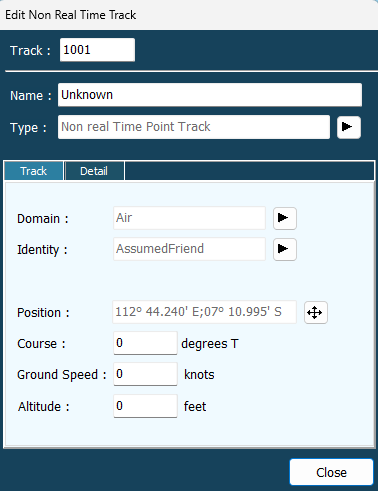 Edit Non Real Time Track
Track : 1001
Name : Unknown
Type : Non real Time Point Track
Track Detail
Domain : Air
Identity : AssumedFriend
Position : 112° 44.240' E;07° 10.995' S
Course : 0 degrees T
Ground Speed : 0 knots
Altitude : 0 feet
Close